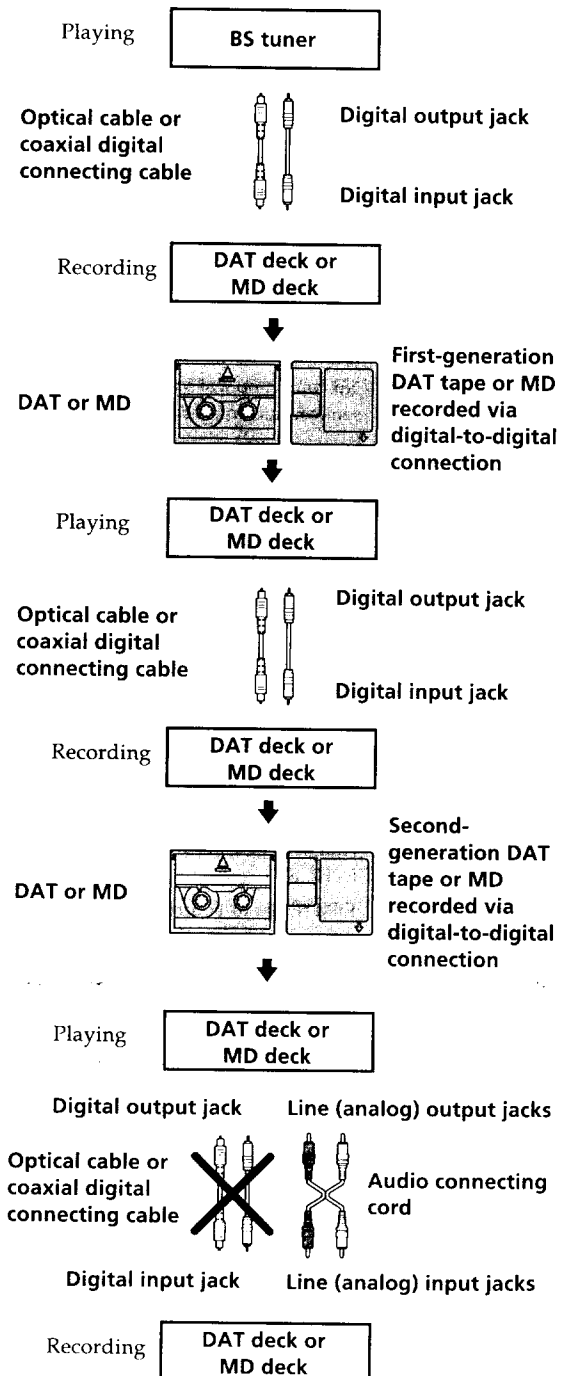 Playing
BS tuner
Optical cable or
coaxial digital
connecting cable
Digital output jack
Digital input jack
Recording
DAT deck or
MD deck
DAT or MD
First-generation
DAT tape or MD
recorded via
digital-to-digital
connection
Playing
DAT deck or
MD deck
Optical cable or
coaxial digital
connecting cable
Digital output jack
Digital input jack
Recording
DAT deck or
MD deck
DAT or MD
Second-
generation DAT
tape or MD
recorded via
digital-to-digital
connection
Playing
DAT deck or
MD deck
Digital output jack
Line (analog) output jacks
Optical cable or
coaxial digital
connecting cable
Audio connecting
cord
Digital input jack
Line (analog) input jacks
Recording
DAT deck or
MD deck